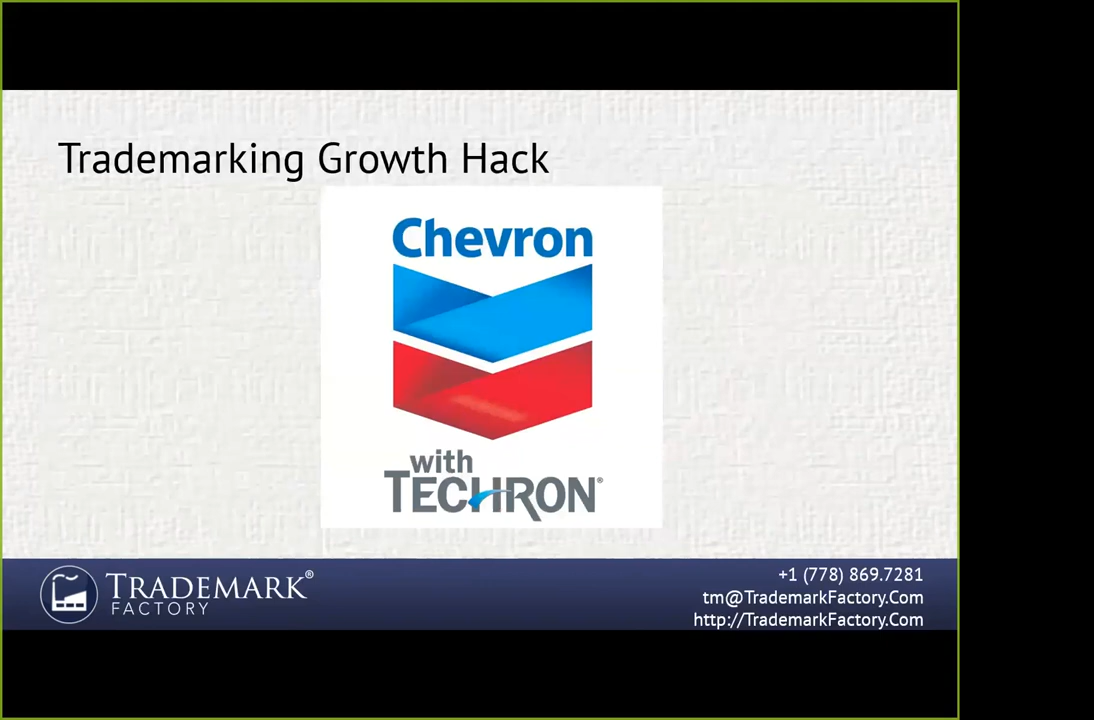 Trademarking Growth Hack
Chevron
with
TECHRON®
TRADEMARK®
FACTORY
+1 (778) 869.7281
tm@TrademarkFactory.Com
http://TrademarkFactory.Com